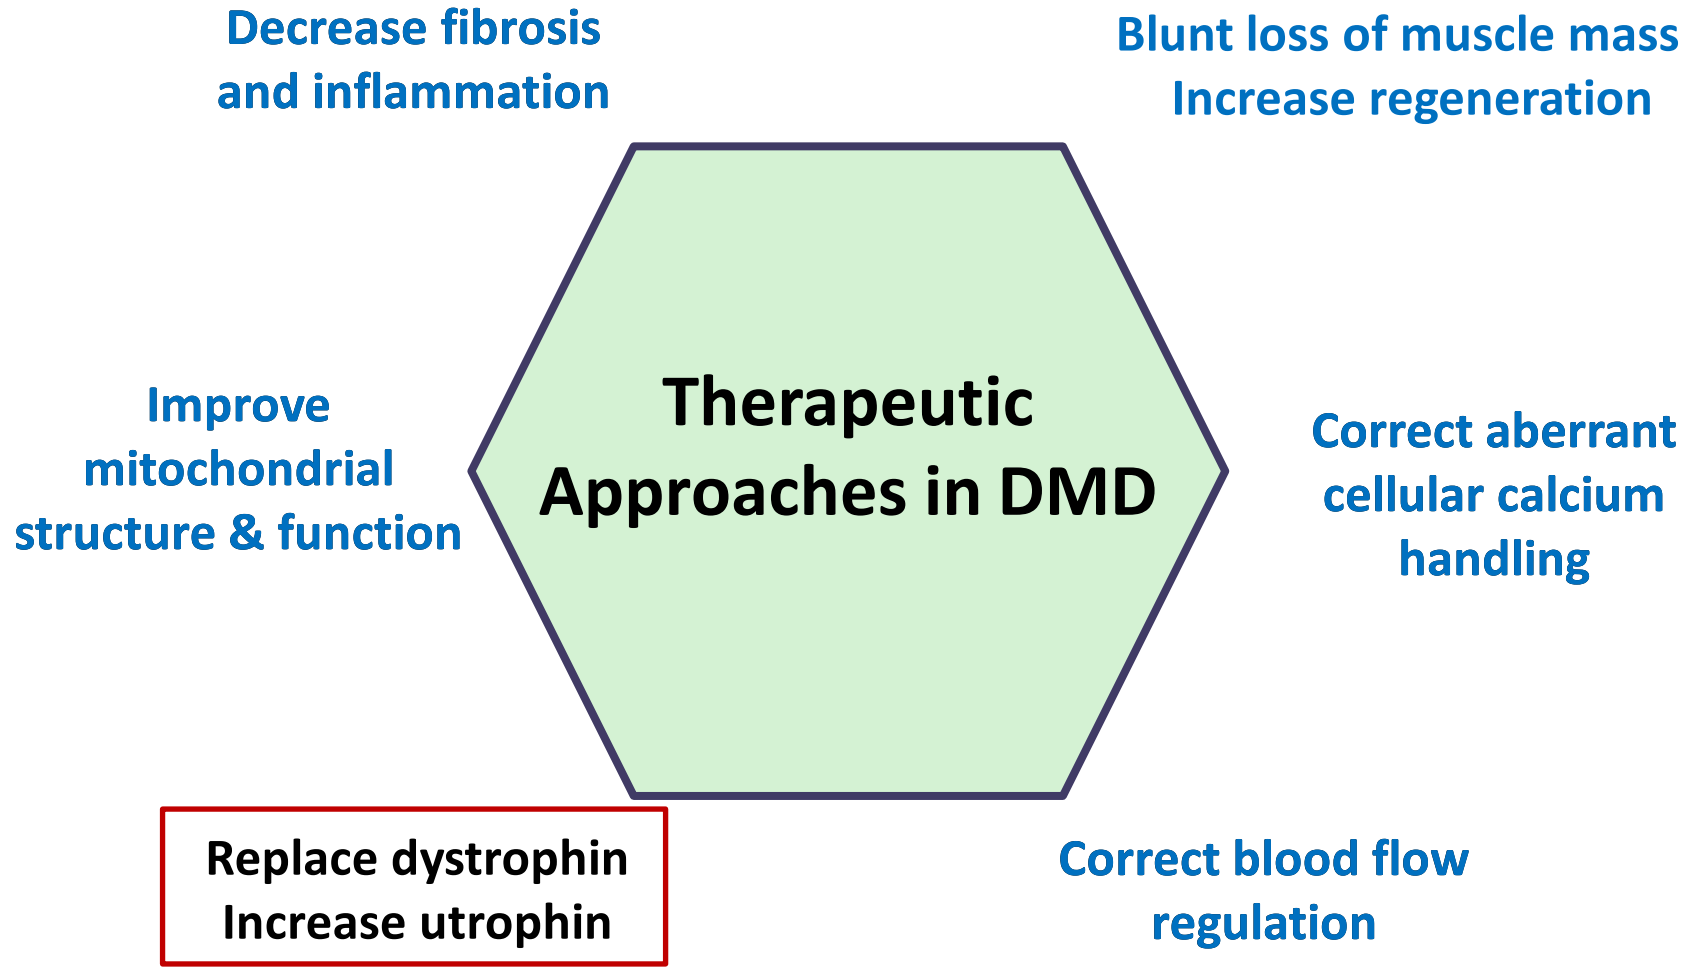 Decrease fibrosis
and inflammation
Blunt loss of muscle mass
Increase regeneration
Therapeutic
Approaches in DMD
Improve
mitochondrial
structure & function
Correct aberrant
cellular calcium
handling
Replace dystrophin
Increase utrophin
Correct blood flow
regulation